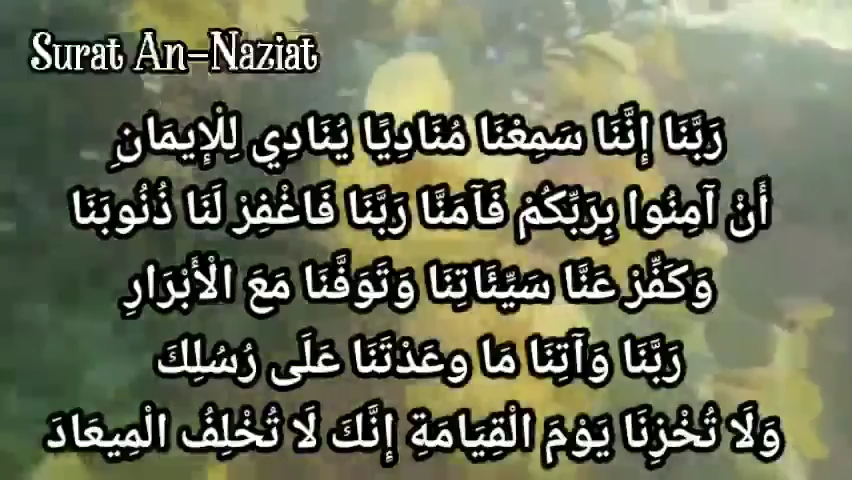 Surat An-Naziat
رَبَّنَا إِنَّنَا سَمِعْنَا مُنَادِيًا يُنَادِي لِلْإِيمَانِ
أَنْ آمِنُوا بِرَبِّكُمْ فَآمَنَّا رَبَّنَا فَاغْفِرْ لَنَا ذُنُوبَنَا
وَكَفِّرْ عَنَّا سَيِّئَاتِنَا وَتَوَفَّنَا مَعَ الْأَبْرَارِ
رَبَّنَا وَآتِنَا مَا وعَدْتَنَا عَلَى رُسُلِكَ
وَلَا تُخْزِنَا يَوْمَ الْقِيَامَةِ إِنَّكَ لَا تُخْلِفُ الْمِيعَادَ